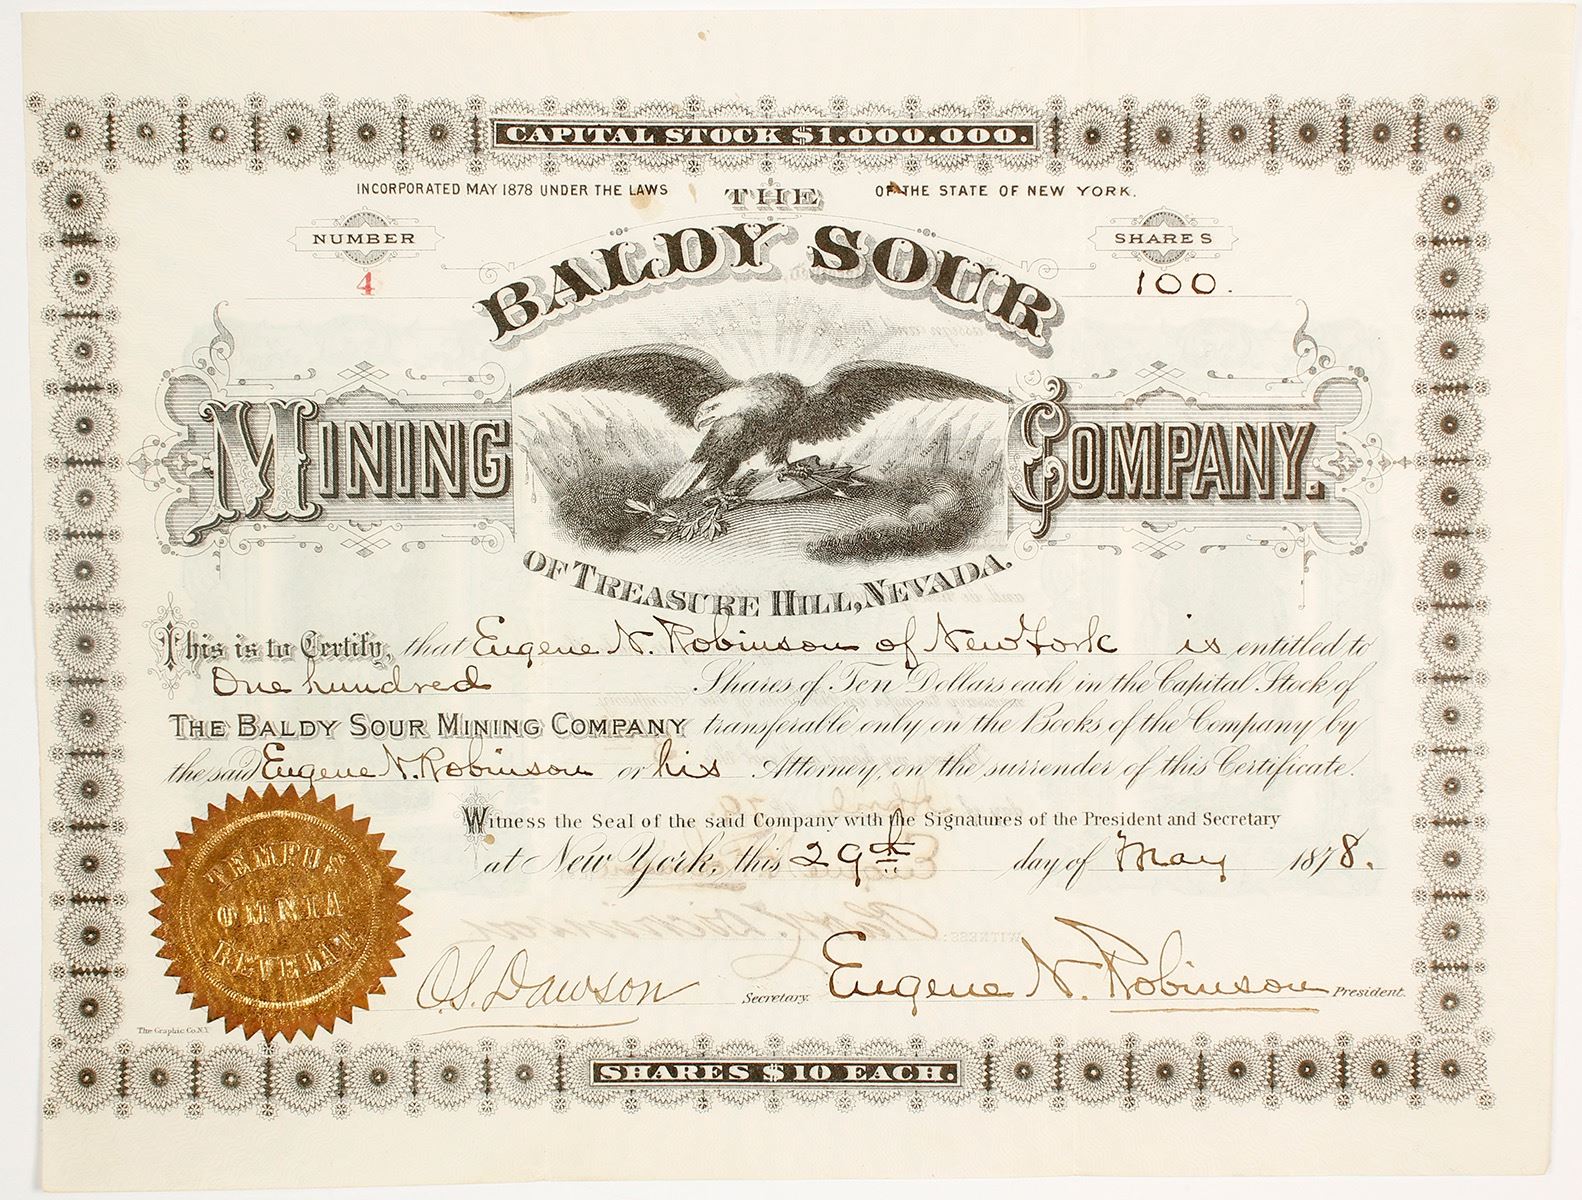 CAPITAL STOCK $1.000.000.
INCORPORATED MAY 1878 UNDER THE LAWS OF THE STATE OF NEW YORK.
THE
NUMBER
4
SHARES
100.
BALDY SOUR
MINING COMPANY.
OF TREASURE HILL, NEVADA.
This is to Certify, that Eugene N. Robinson of New York is entitled to
One hundred Shares of Ten Dollars each in the Capital Stock of
THE BALDY SOUR MINING COMPANY transferable only on the Books of the Company by
the said Eugene N. Robinson or his Attorney, on the surrender of this Certificate.
Witness the Seal of the said Company with the Signatures of the President and Secretary
at New York, this 29th day of May 1878.
TEMPUS
OMNIA
REVELAT
O.S. Dawson Secretary. Eugene N. Robinson President.
The Graphic Co. N.Y.
SHARES $10 EACH.